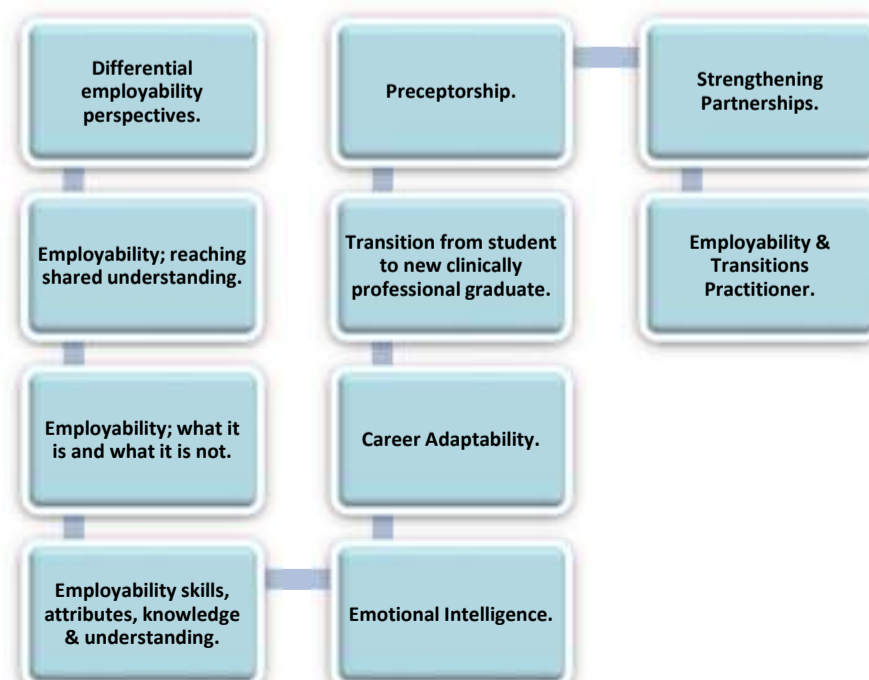 Differential
employability
perspectives.
Employability; reaching
shared understanding.
Employability; what it
is and what it is not.
Employability skills,
attributes, knowledge
& understanding.
Emotional Intelligence.
Career Adaptability.
Transition from student
to new clinically
professional graduate.
Preceptorship.
Strengthening
Partnerships.
Employability &
Transitions
Practitioner.